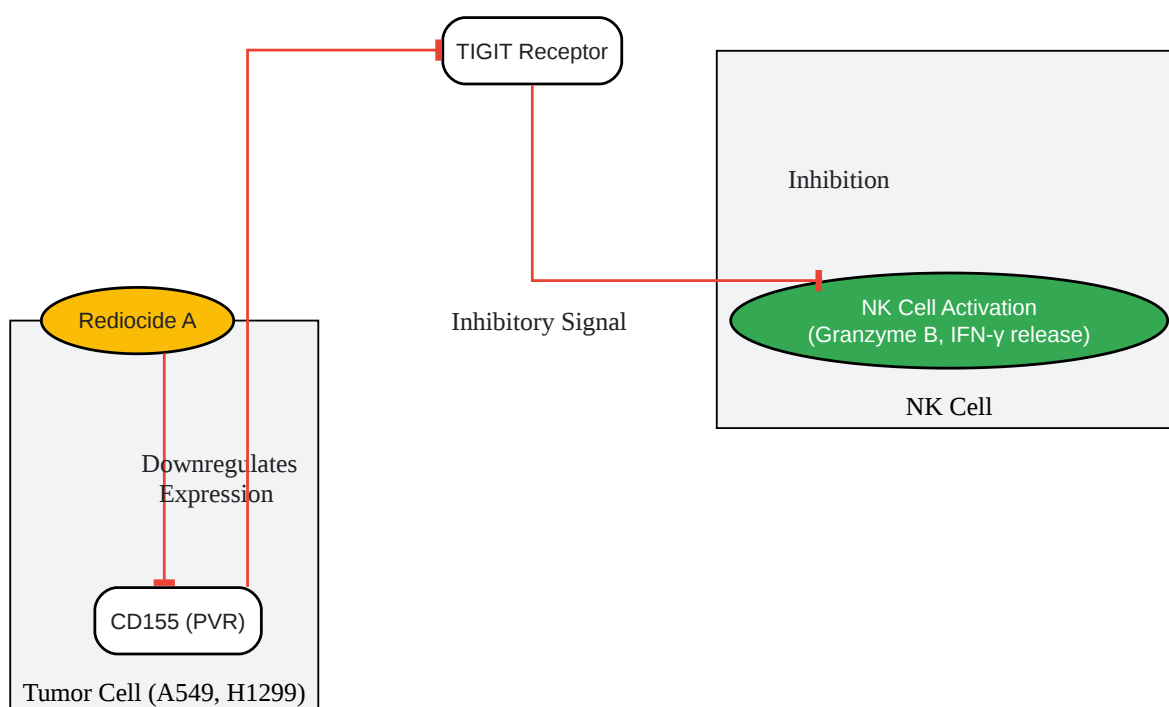 TIGIT Receptor
Inhibition
NK Cell Activation
(Granzyme B, IFN-γ release)
Rediocide A
Inhibitory Signal
NK Cell
Downregulates
Expression
CD155 (PVR)
Tumor Cell (A549, H1299)